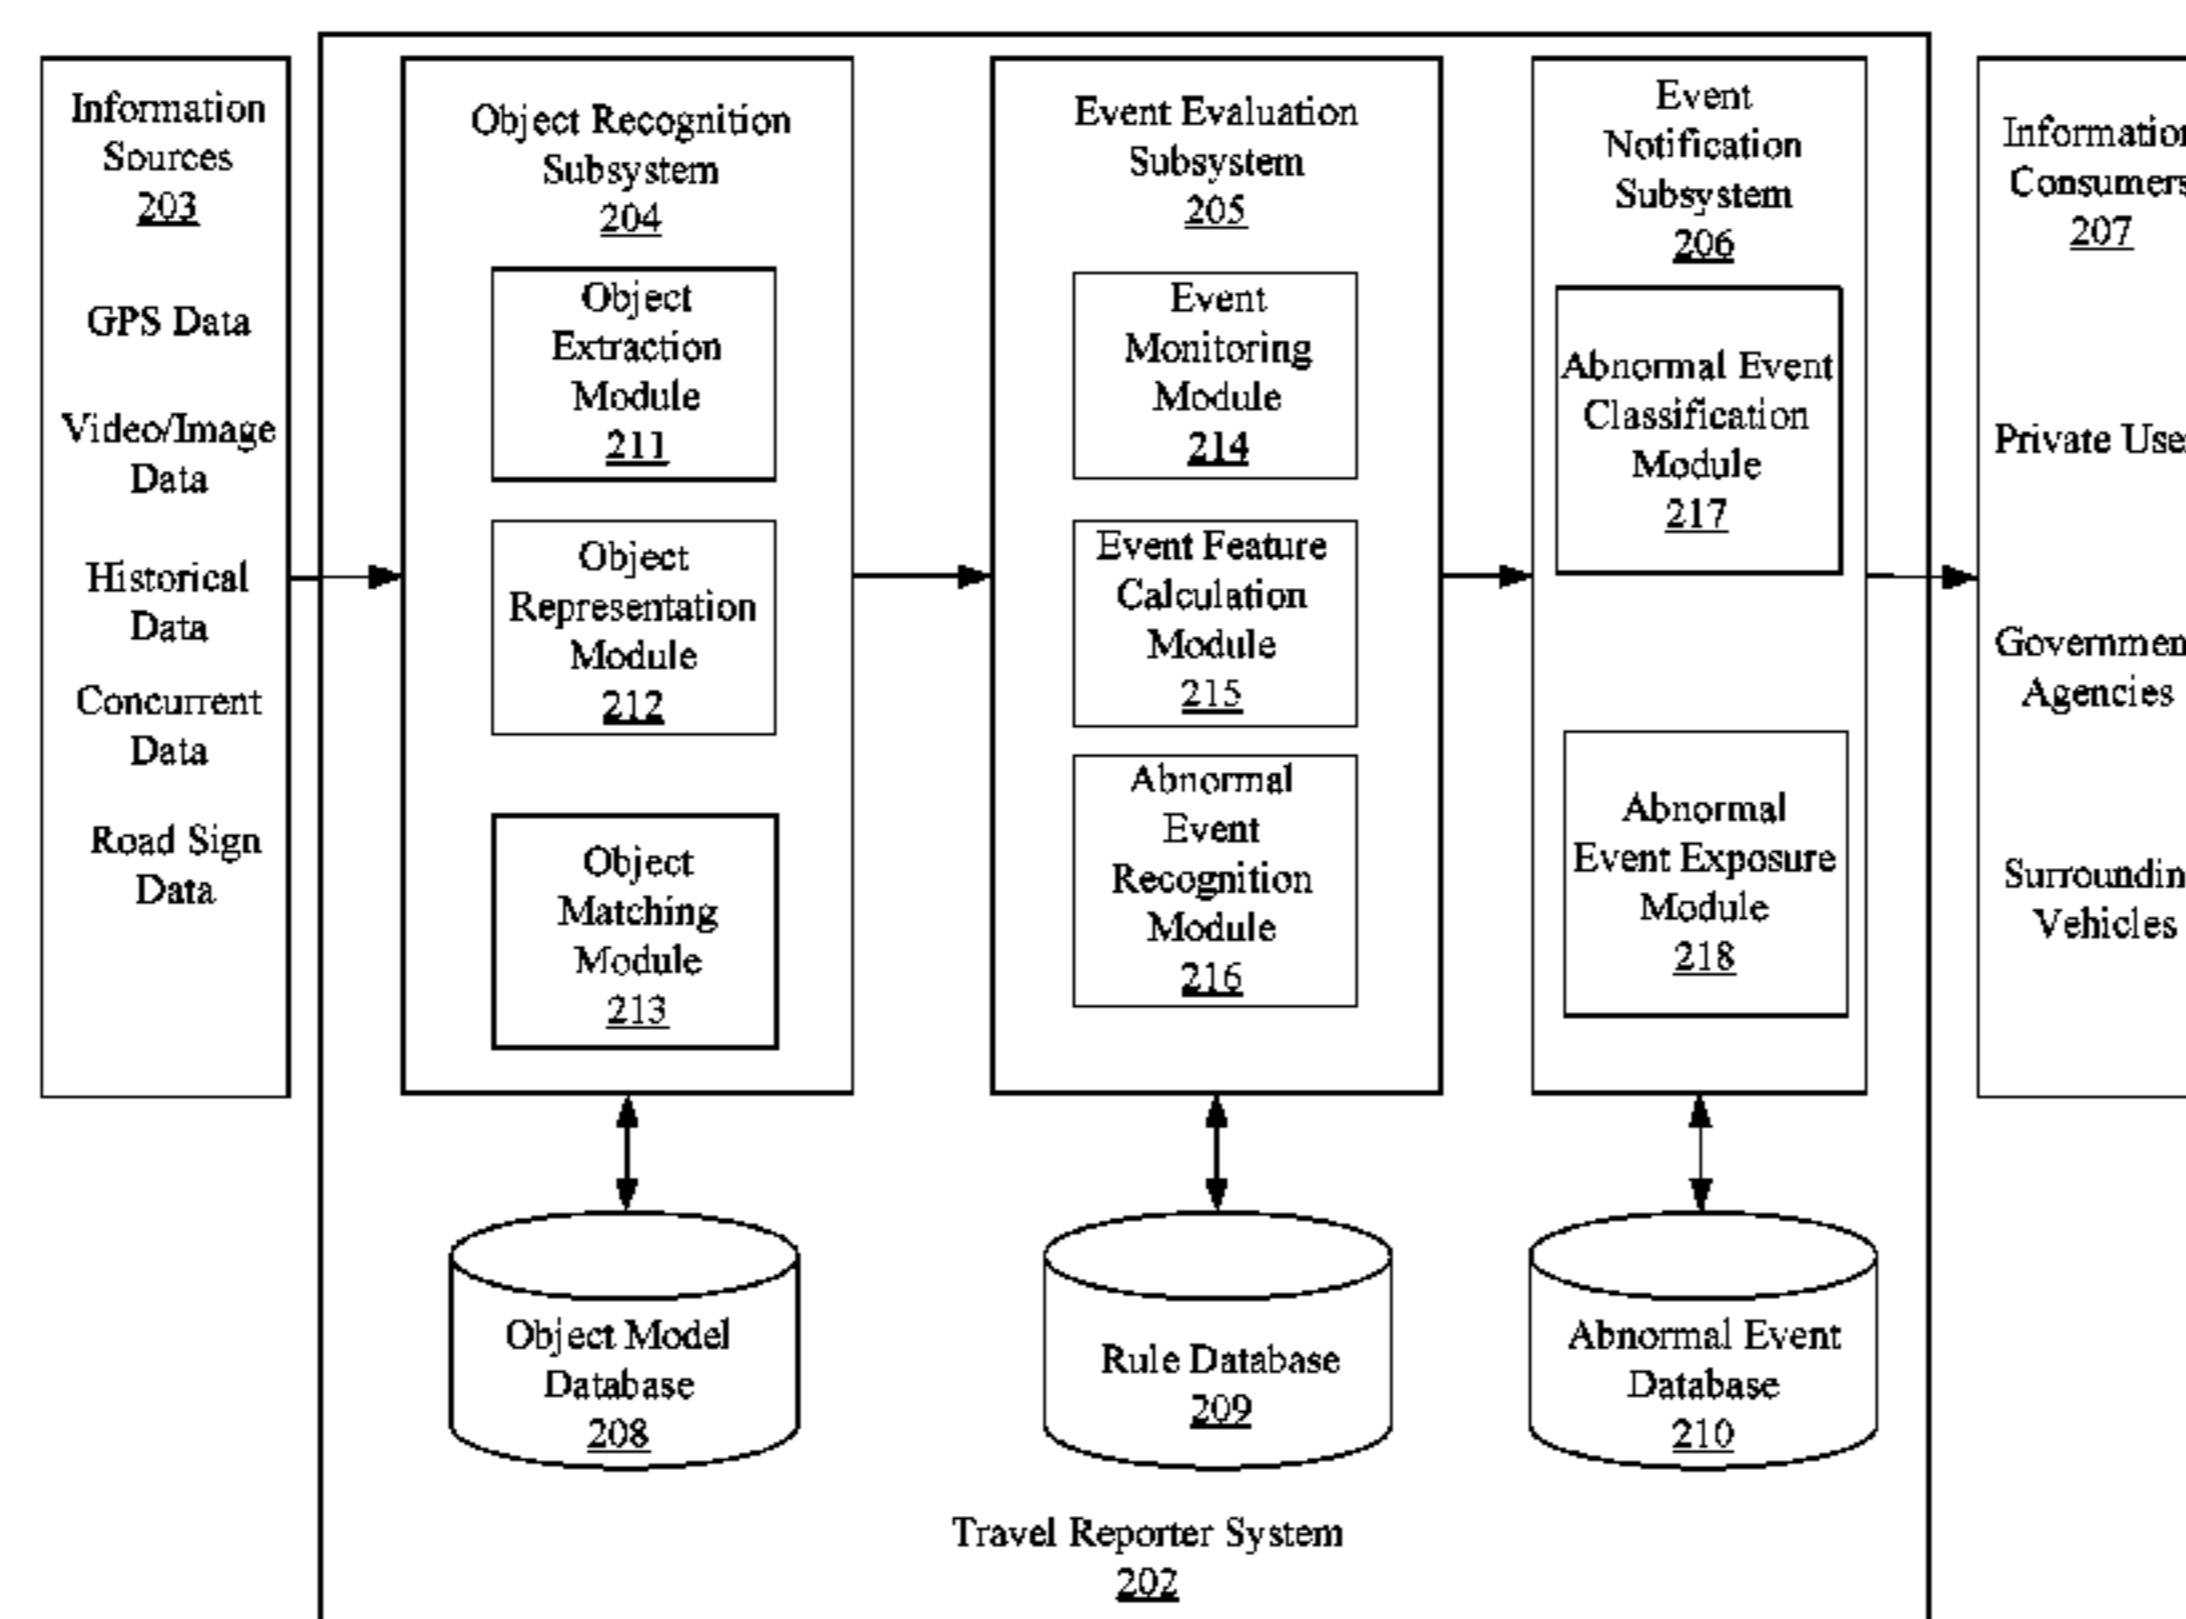 Information
Sources
203
GPS Data
Video/Image
Data
Historical
Data
Concurrent
Data
Road Sign
Data
Object Recognition
Subsystem
204
Object
Extraction
Module
211
Object
Representation
Module
212
Object
Matching
Module
213
Event Evaluation
Subsystem
205
Event
Monitoring
Module
214
Event Feature
Calculation
Module
215
Abnormal
Event
Recognition
Module
216
Event
Notification
Subsystem
206
Abnormal Event
Classification
Module
217
Abnormal
Event Exposure
Module
218
Information
Consumers
207
Private
Agencies
Vehicles
Object Model
Database
208
Rule Database
209
Abnormal Event
Database
210
Travel Reporter System
202